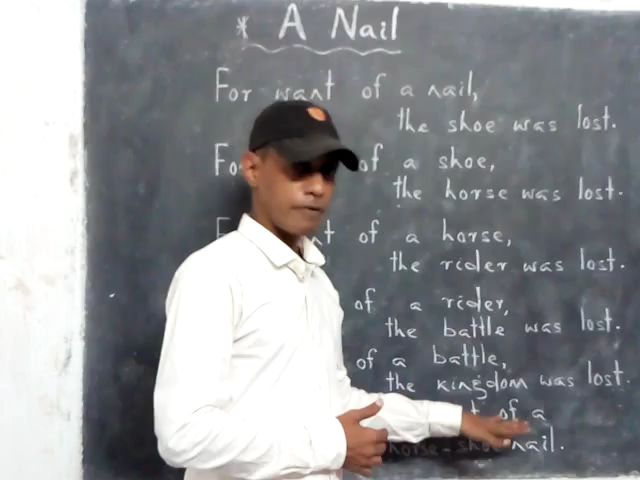 * A Nail
For want of a nail,
the shoe was lost.
of a shoe,
the horse was lost.
of a horse,
the rider was lost.
of a rider,
the battle was lost.
of a battle,
the kingdom was lost.
of a
horse-shoe nail.